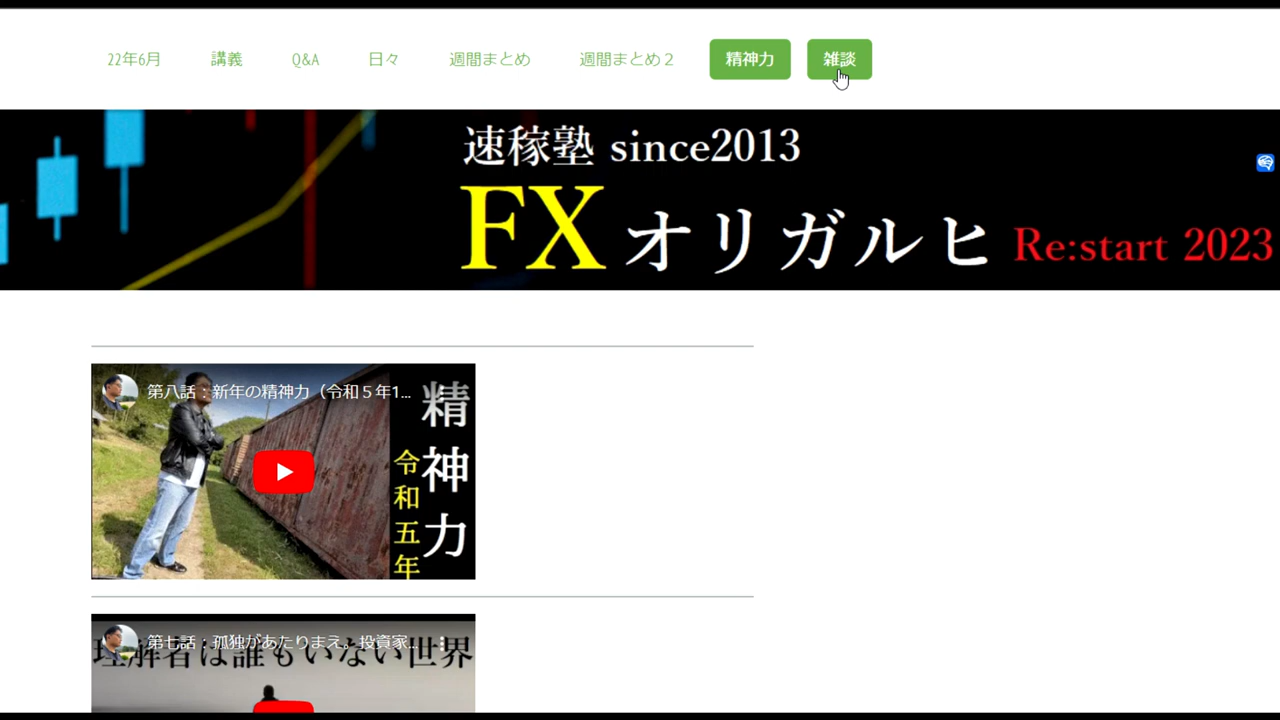 22年6月 講義 Q&A 日々 週間まとめ 週間まとめ２ 精神力 雑談
速稼塾 since2013
FXオリガルヒ Re:start 2023
第八話：新年の精神力（令和５年1...
精神力
令和五年
第七話：孤独があたりまえ。投資家...
理解者は誰もいない世界